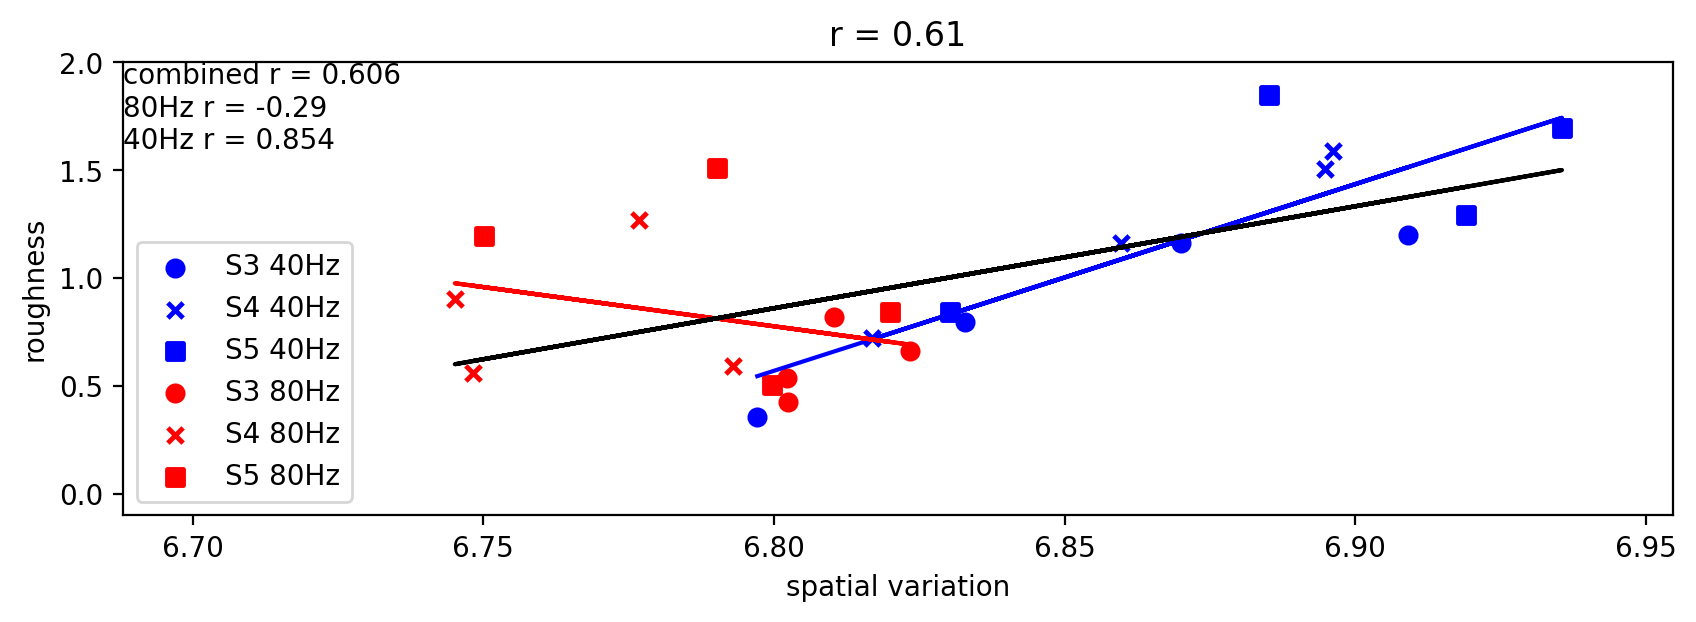 r = 0.61
combined r = 0.606
80Hz r = -0.29
40Hz r = 0.854
2.0
1.5
1.0
0.5
0.0
roughness
S3 40Hz
S4 40Hz
S5 40Hz
S3 80Hz
S4 80Hz
S5 80Hz
6.70 6.75 6.80 6.85 6.90 6.95
spatial variation